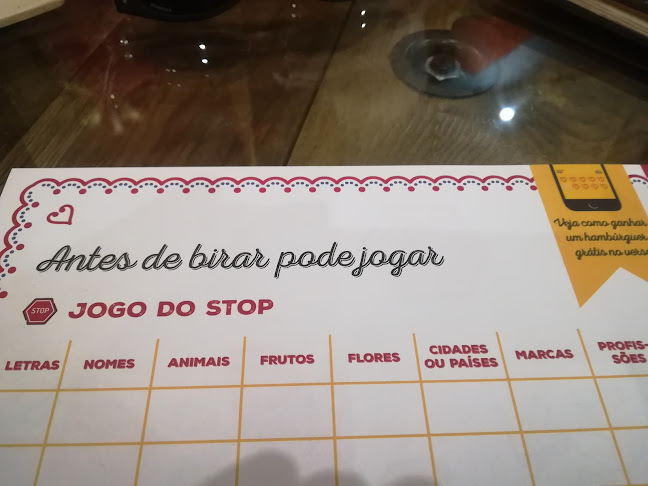 Antes de birar pode jogar
STOP
JOGO DO STOP
Veja como ganhar
um hambúrguer
grátis no verso
LETRAS
NOMES
ANIMAIS
FRUTOS
FLORES
CIDADES
OU PAÍSES
MARCAS
PROFIS-
SÕES